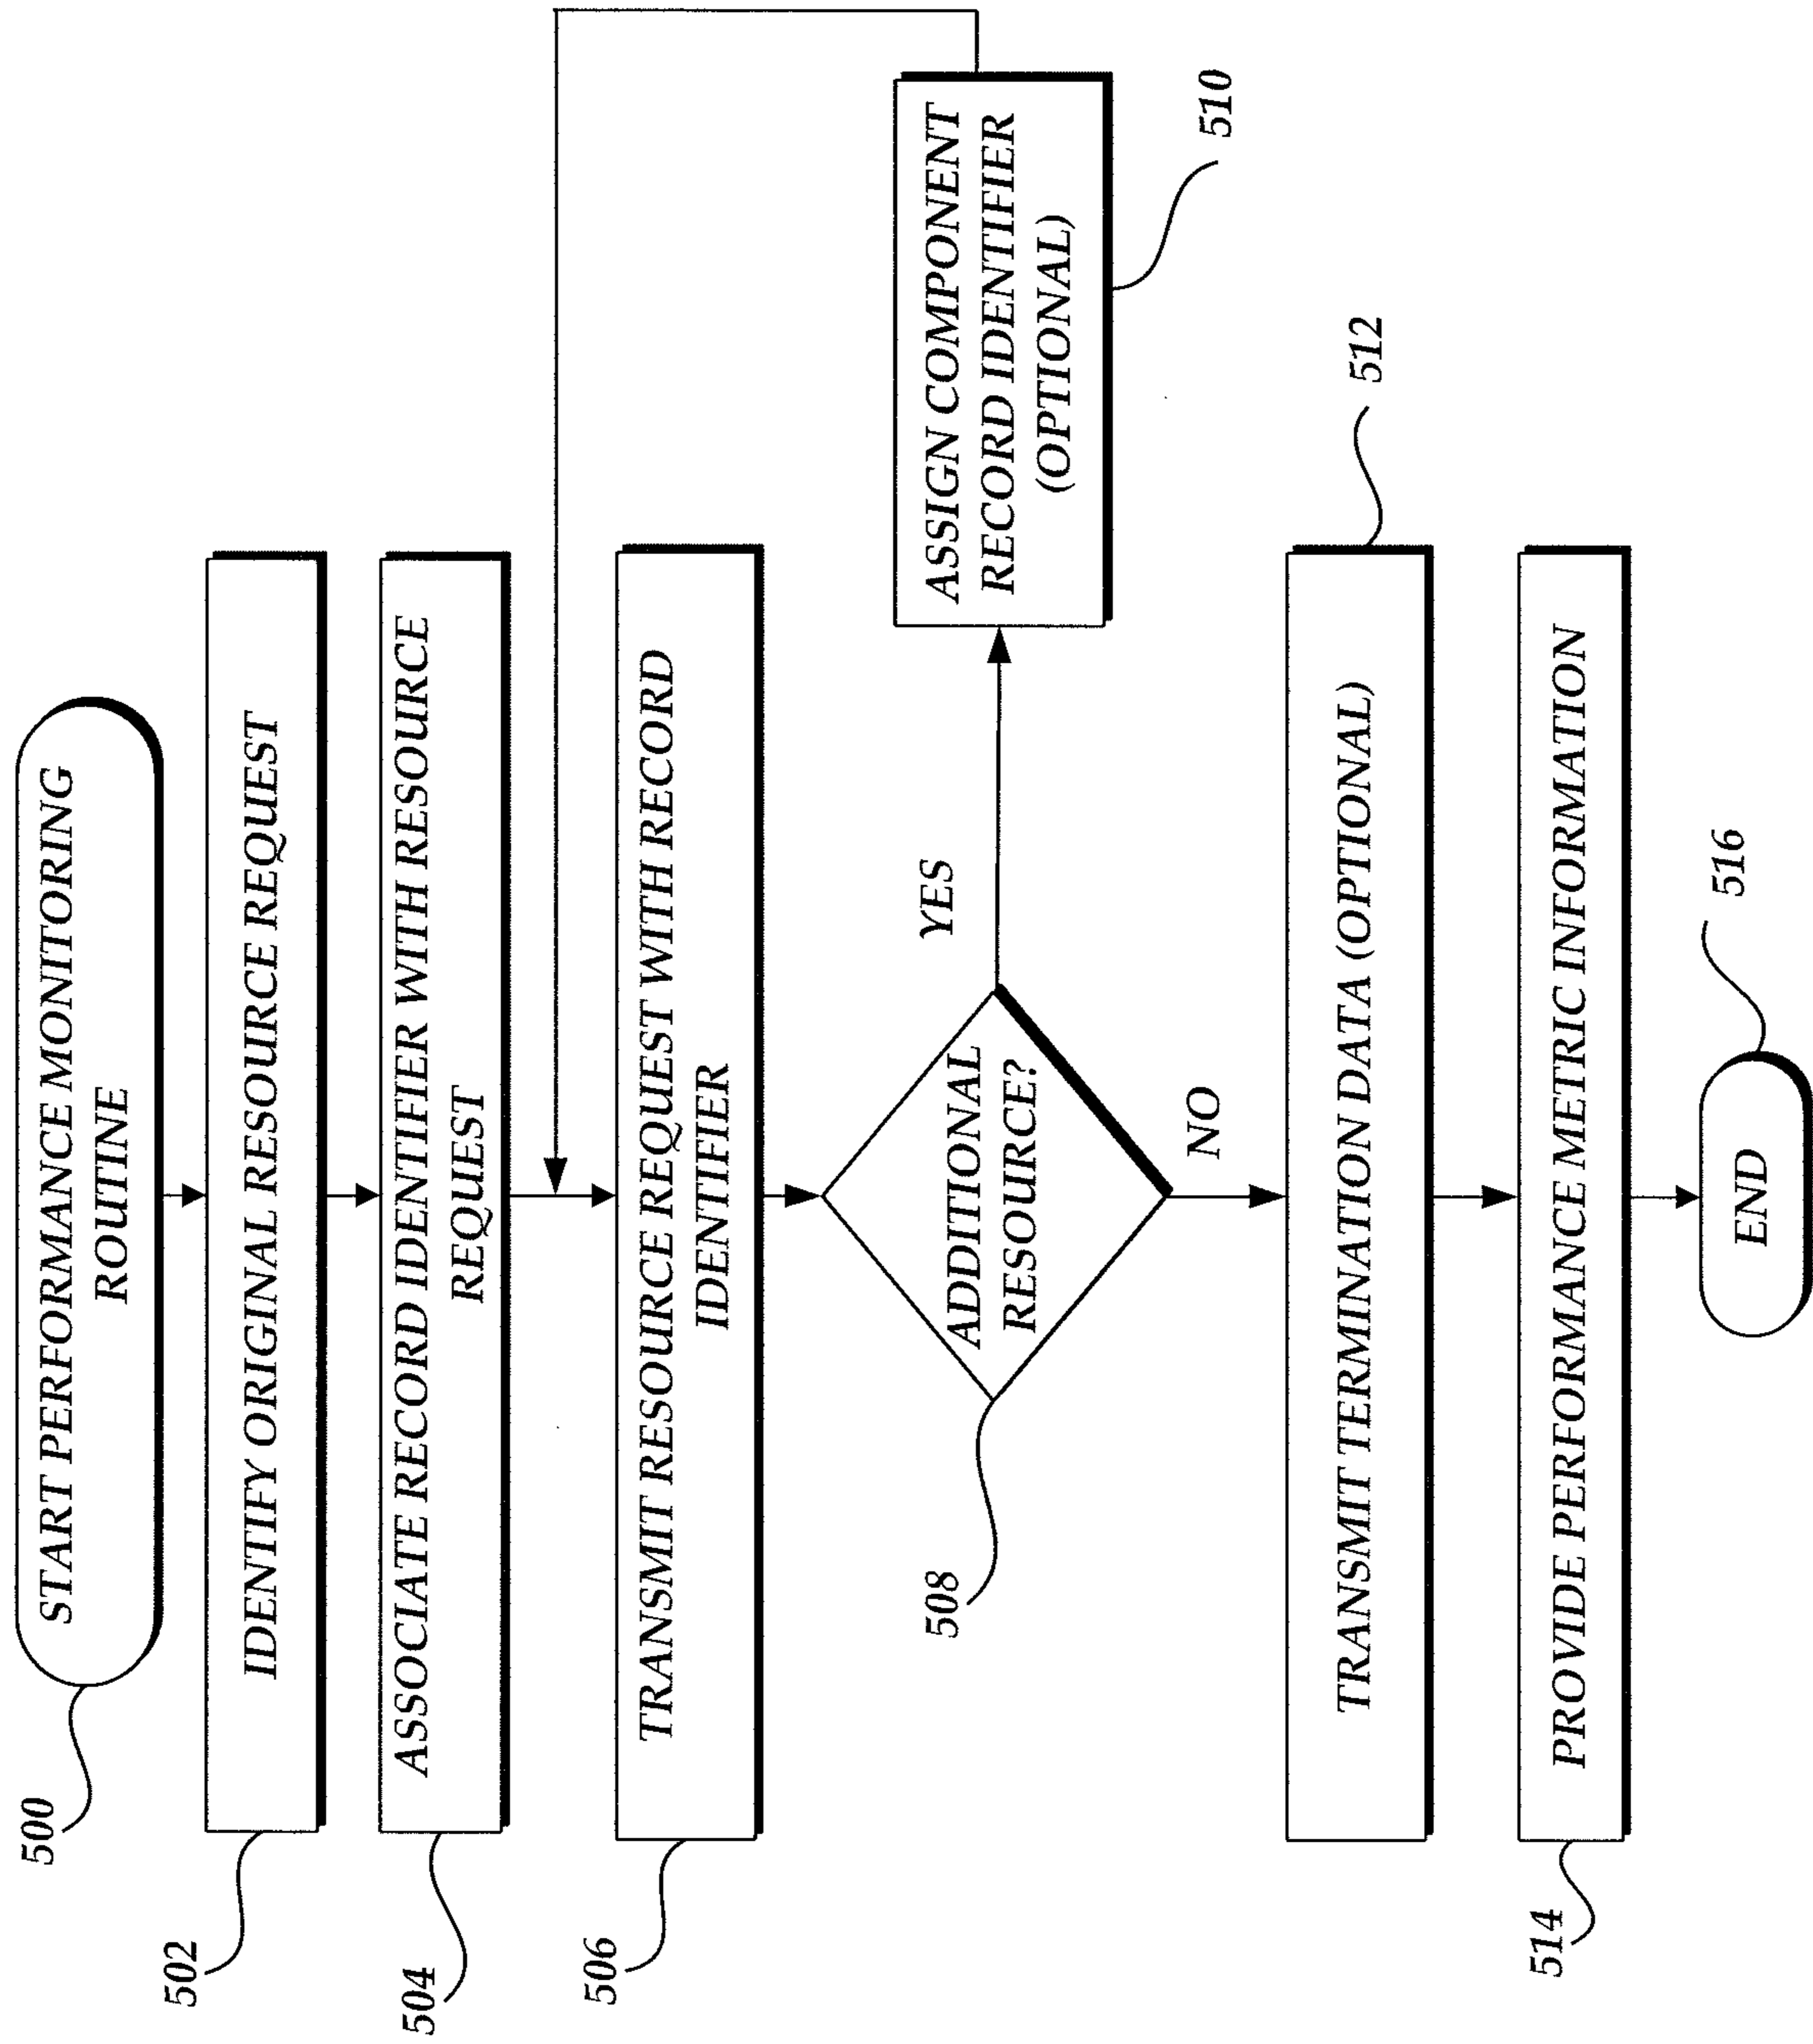 500
START PERFORMANCE MONITORING
ROUTINE
502
IDENTIFY ORIGINAL RESOURCE REQUEST
504
ASSOCIATE RECORD IDENTIFIER WITH RESOURCE
REQUEST
506
TRANSMIT RESOURCE REQUEST WITH RECORD
IDENTIFIER
508
ADDITIONAL
RESOURCE?
YES
ASSIGN COMPONENT
RECORD IDENTIFIER
(OPTIONAL)
510
NO
512
TRANSMIT TERMINATION DATA (OPTIONAL)
514
PROVIDE PERFORMANCE METRIC INFORMATION
516
END